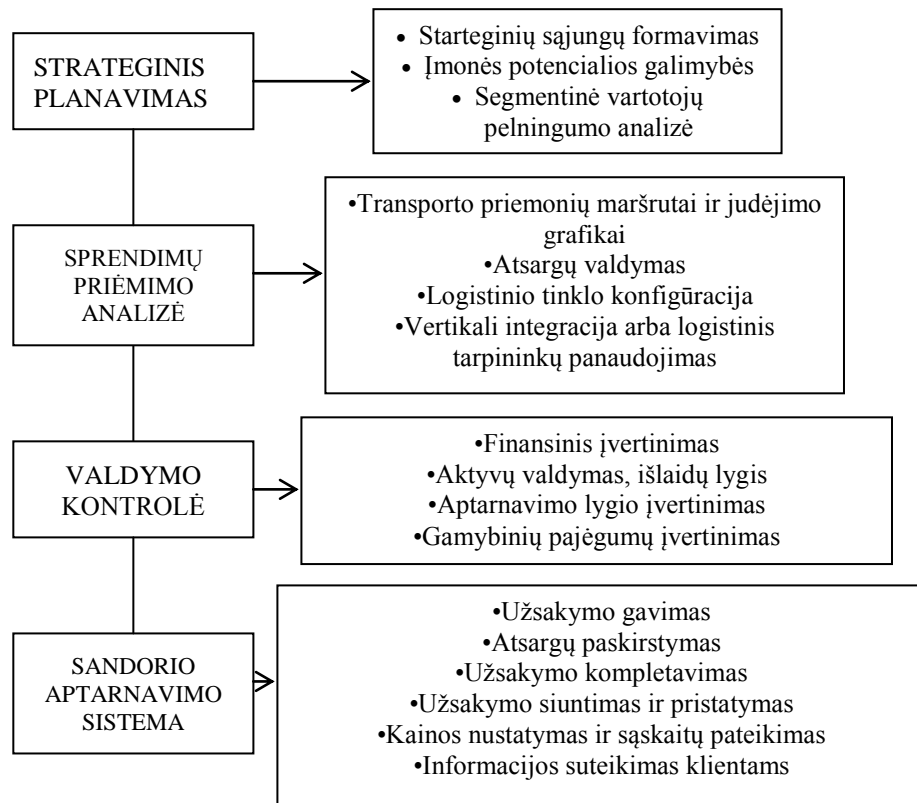 STRATEGINIS
PLANAVIMAS
• Starteginių sąjungų formavimas
• Įmonės potencialios galimybės
• Segmentinė vartotojų
pelningumo analizė
SPRENDIMŲ
PRIĖMIMO
ANALIZĖ
•Transporto priemonių maršrutai ir judėjimo
grafikai
•Atsargų valdymas
•Logistinio tinklo konfigūracija
•Vertikali integracija arba logistinis
tarpininkų panaudojimas
VALDYMO
KONTROLĖ
•Finansinis įvertinimas
•Aktyvų valdymas, išlaidų lygis
•Aptarnavimo lygio įvertinimas
•Gamybinių pajėgumų įvertinimas
SANDORIO
APTARNAVIMO
SISTEMA
•Užsakymo gavimas
•Atsargų paskirstymas
•Užsakymo kompletavimas
•Užsakymo siuntimas ir pristatymas
•Kainos nustatymas ir sąskaitų pateikimas
•Informacijos suteikimas klientams